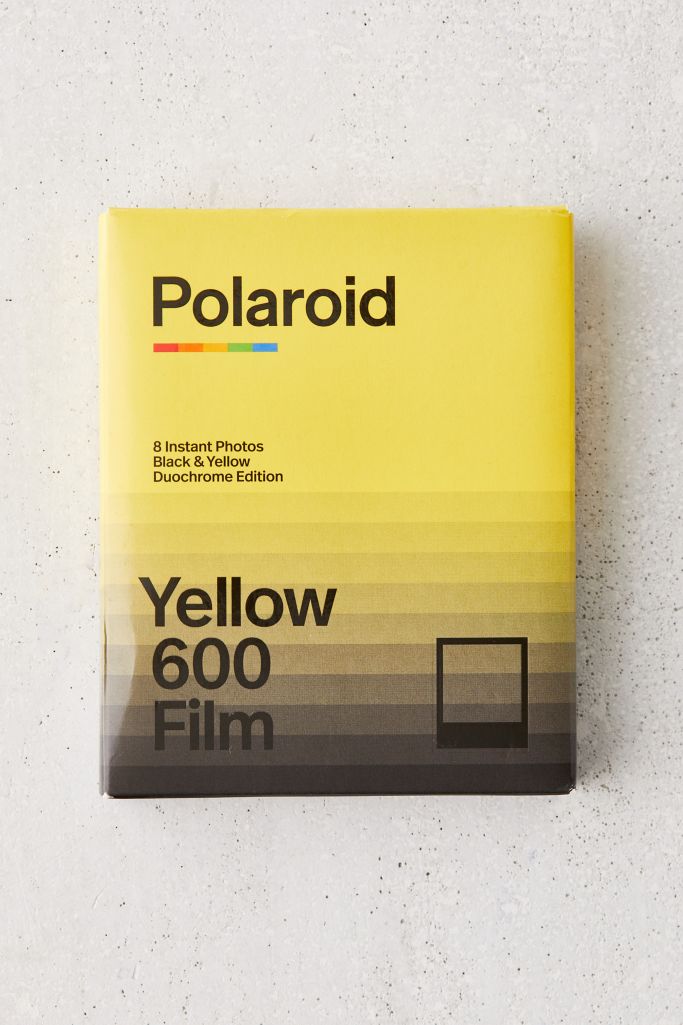 Polaroid
8 Instant Photos
Black & Yellow
Duochrome Edition
Yellow
600
Film